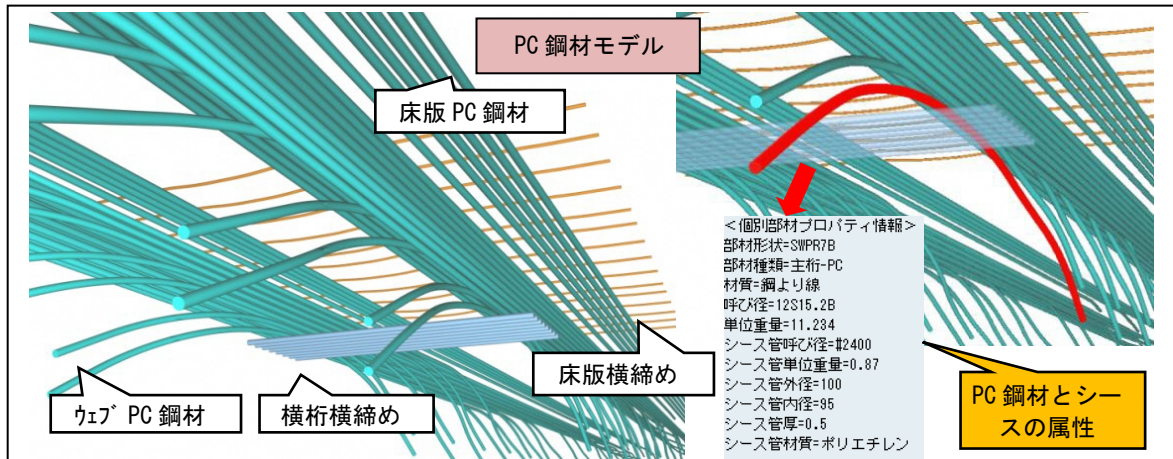 PC 鋼材モデル
床版 PC 鋼材
床版横締め
ｳｪﾌﾞ PC 鋼材
横桁横締め
＜個別部材プロパティ情報＞
部材形状=SWPR7B
部材種類=主桁-PC
材質=鋼より線
呼び径=12S15.2B
単位重量=11.234
シース管呼び径=#2400
シース管単位重量=0.87
シース管外径=100
シース管内径=95
シース管厚=0.5
シース管材質=ポリエチレン
PC 鋼材とシー
スの属性